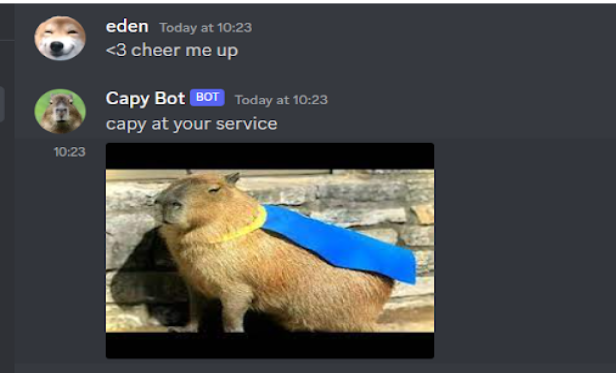 eden Today at 10:23
<3 cheer me up
Capy Bot BOT Today at 10:23
capy at your service
10:23